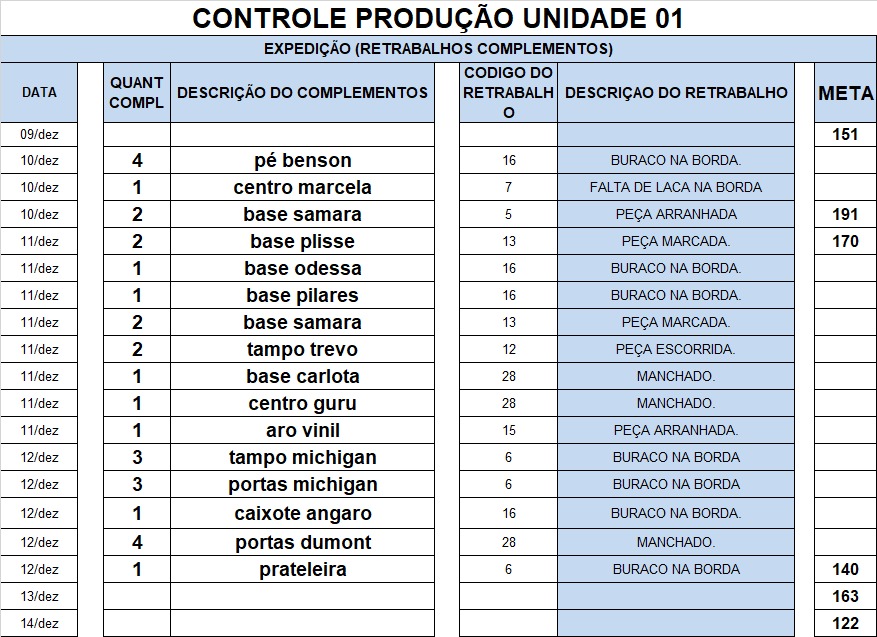 CONTROLE PRODUÇÃO UNIDADE 01
EXPEDIÇÃO (RETRABALHOS COMPLEMENTOS)
DATA QUANT COMPL DESCRIÇÃO DO COMPLEMENTOS CODIGO DO RETRABALHO DESCRIÇAO DO RETRABALHO META
09/dez 151
10/dez 4 pé benson 16 BURACO NA BORDA.
10/dez 1 centro marcela 7 FALTA DE LACA NA BORDA
10/dez 2 base samara 5 PEÇA ARRANHADA 191
11/dez 2 base plisse 13 PEÇA MARCADA. 170
11/dez 1 base odessa 16 BURACO NA BORDA.
11/dez 1 base pilares 16 BURACO NA BORDA.
11/dez 2 base samara 13 PEÇA MARCADA.
11/dez 2 tampo trevo 12 PEÇA ESCORRIDA.
11/dez 1 base carlota 28 MANCHADO.
11/dez 1 centro guru 28 MANCHADO.
11/dez 1 aro vinil 15 PEÇA ARRANHADA.
12/dez 3 tampo michigan 6 BURACO NA BORDA
12/dez 3 portas michigan 6 BURACO NA BORDA
12/dez 1 caixote angaro 16 BURACO NA BORDA.
12/dez 4 portas dumont 28 MANCHADO.
12/dez 1 prateleira 6 BURACO NA BORDA 140
13/dez 163
14/dez 122